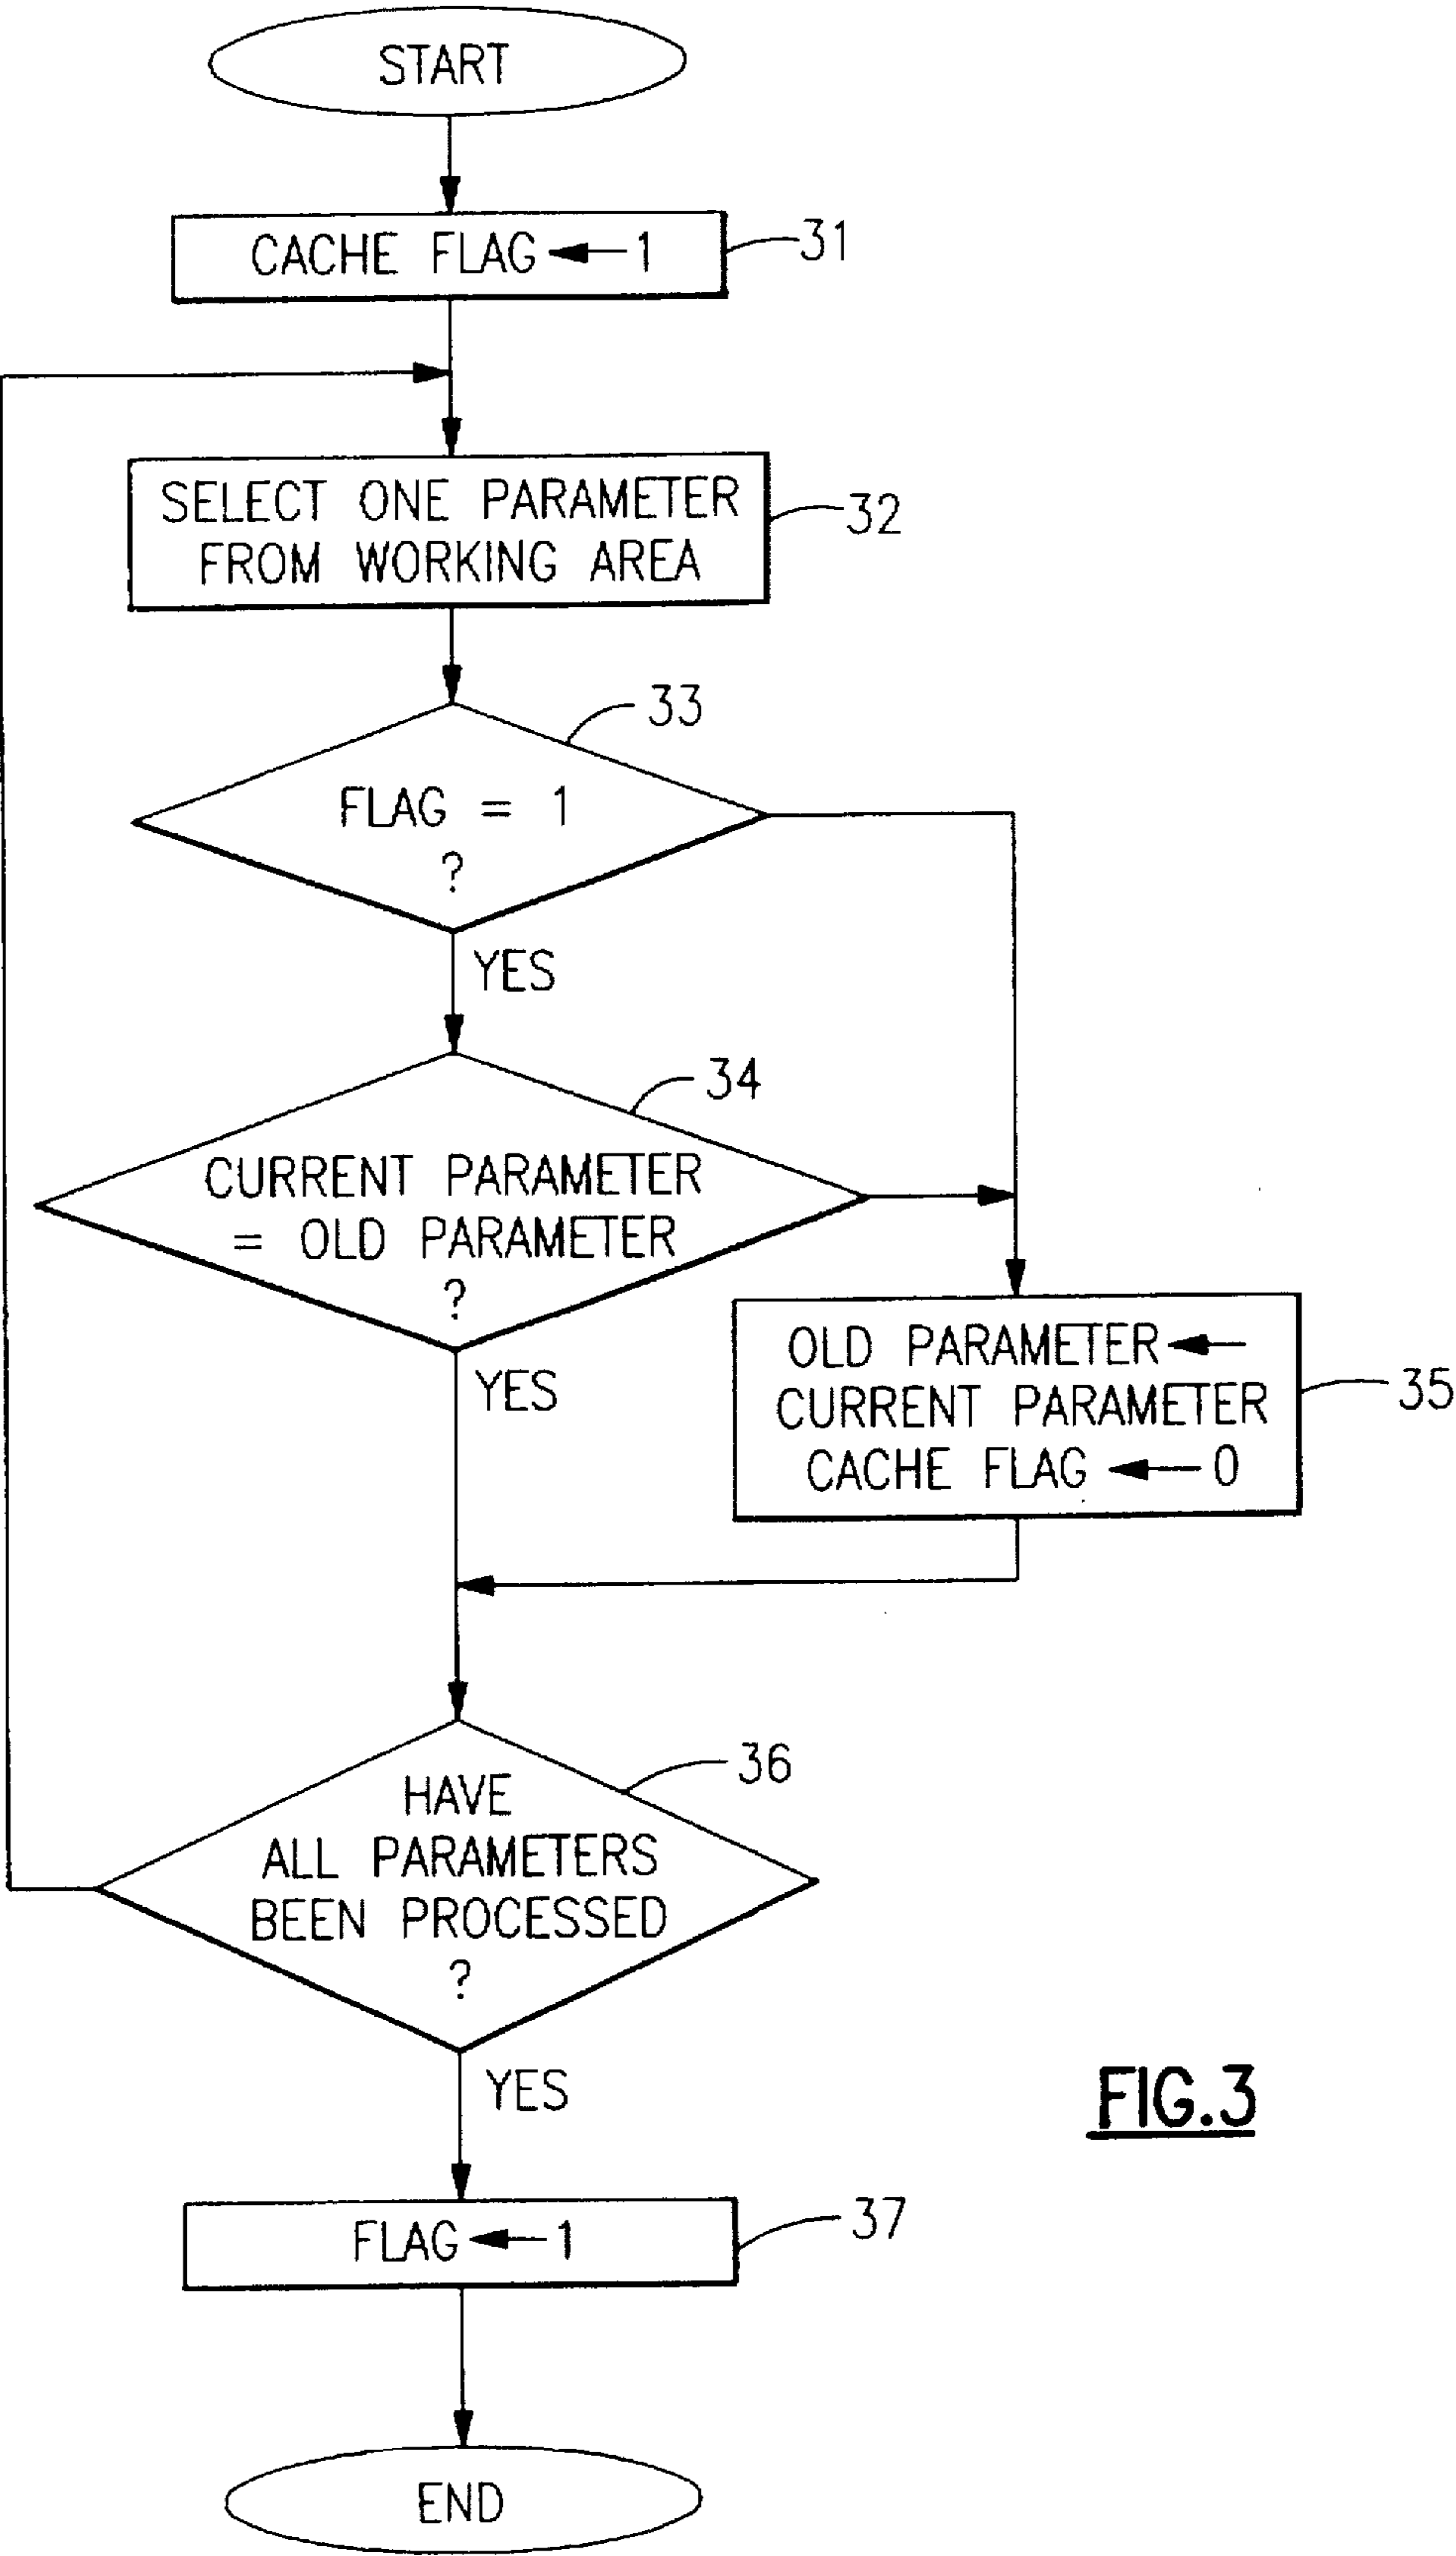 START
CACHE FLAG ← 1
31
SELECT ONE PARAMETER
FROM WORKING AREA
32
33
FLAG = 1
?
YES
34
CURRENT PARAMETER
= OLD PARAMETER
?
YES
OLD PARAMETER ←
CURRENT PARAMETER
CACHE FLAG ← 0
35
36
HAVE
ALL PARAMETERS
BEEN PROCESSED
?
YES
FIG.3
FLAG ← 1
37
END